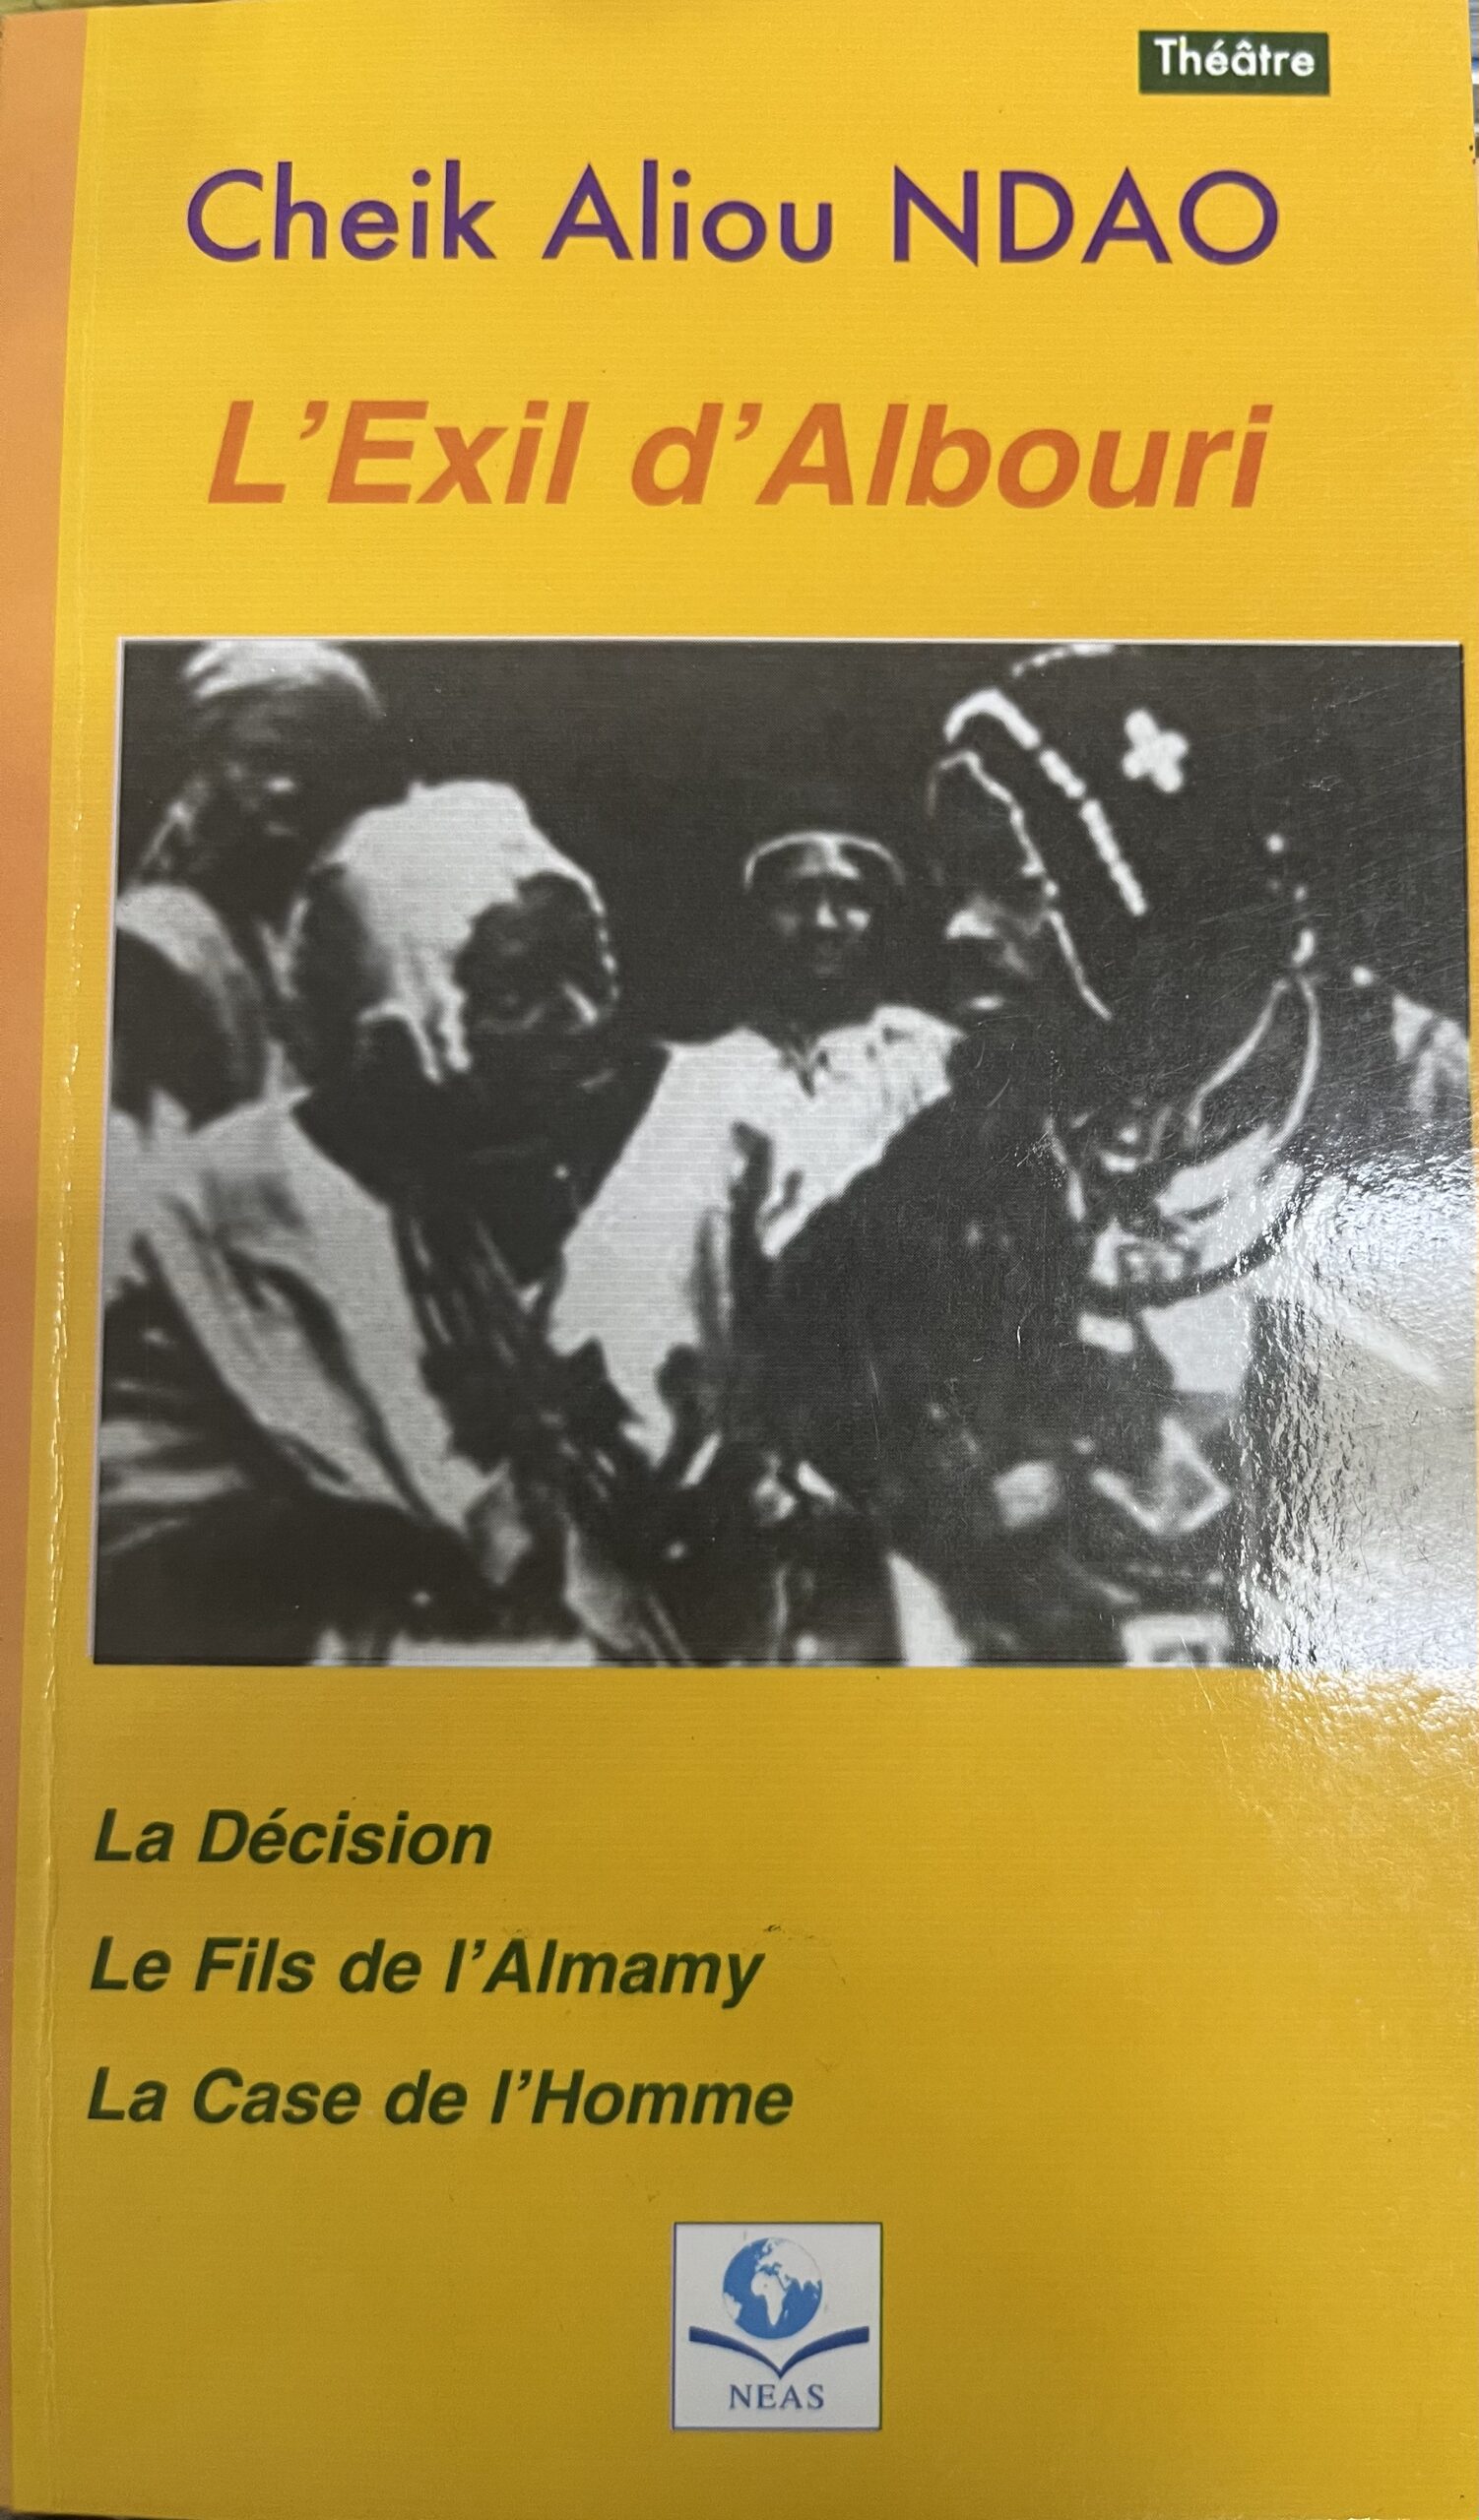 Théâtre
Cheik Aliou NDAO
L'Exil d'Albouri
La Décision
Le Fils de l'Almamy
La Case de l'Homme
NEAS